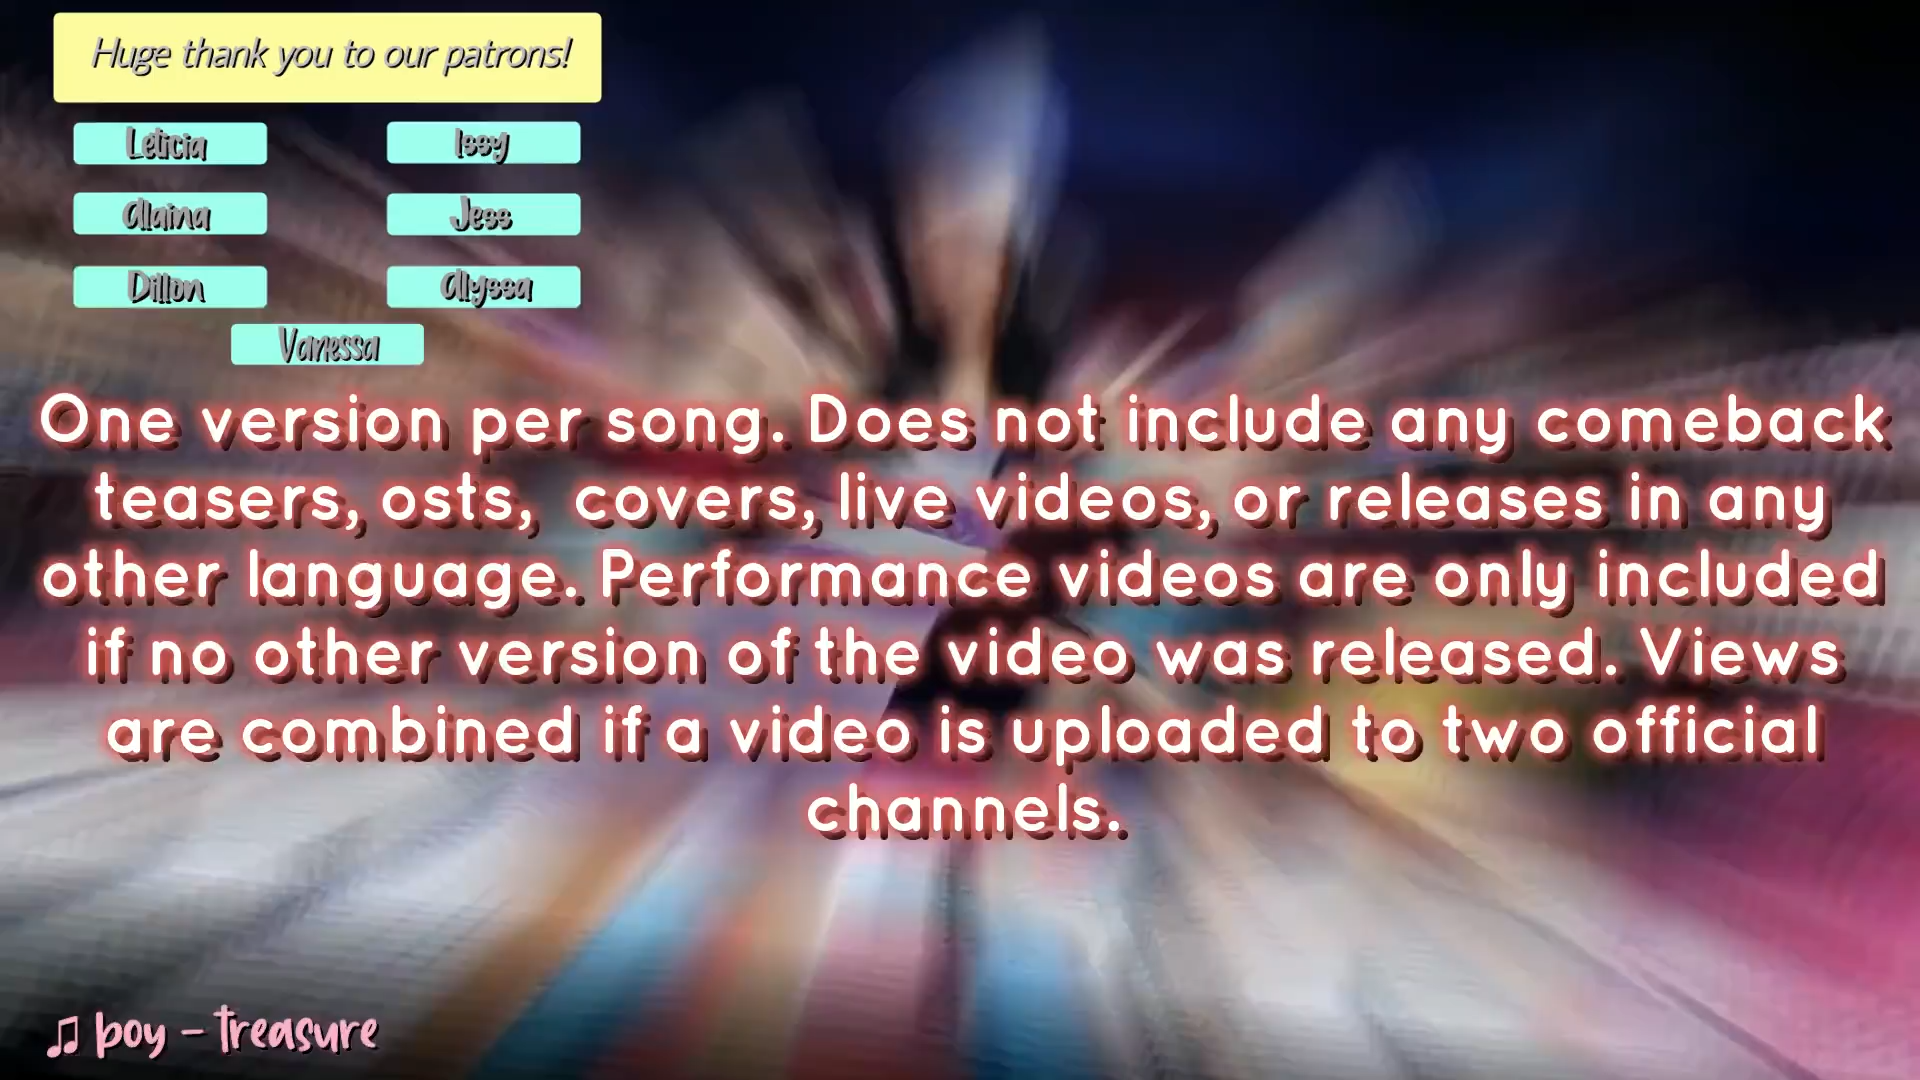 Huge thank you to our patrons!
Leticia
Issy
Alaina
Jess
Dillon
Alyssa
Vanessa
One version per song. Does not include any comeback
teasers, osts, covers, live videos, or releases in any
other language. Performance videos are only included
if no other version of the video was released. Views
are combined if a video is uploaded to two official
channels.
♫ boy - treasure